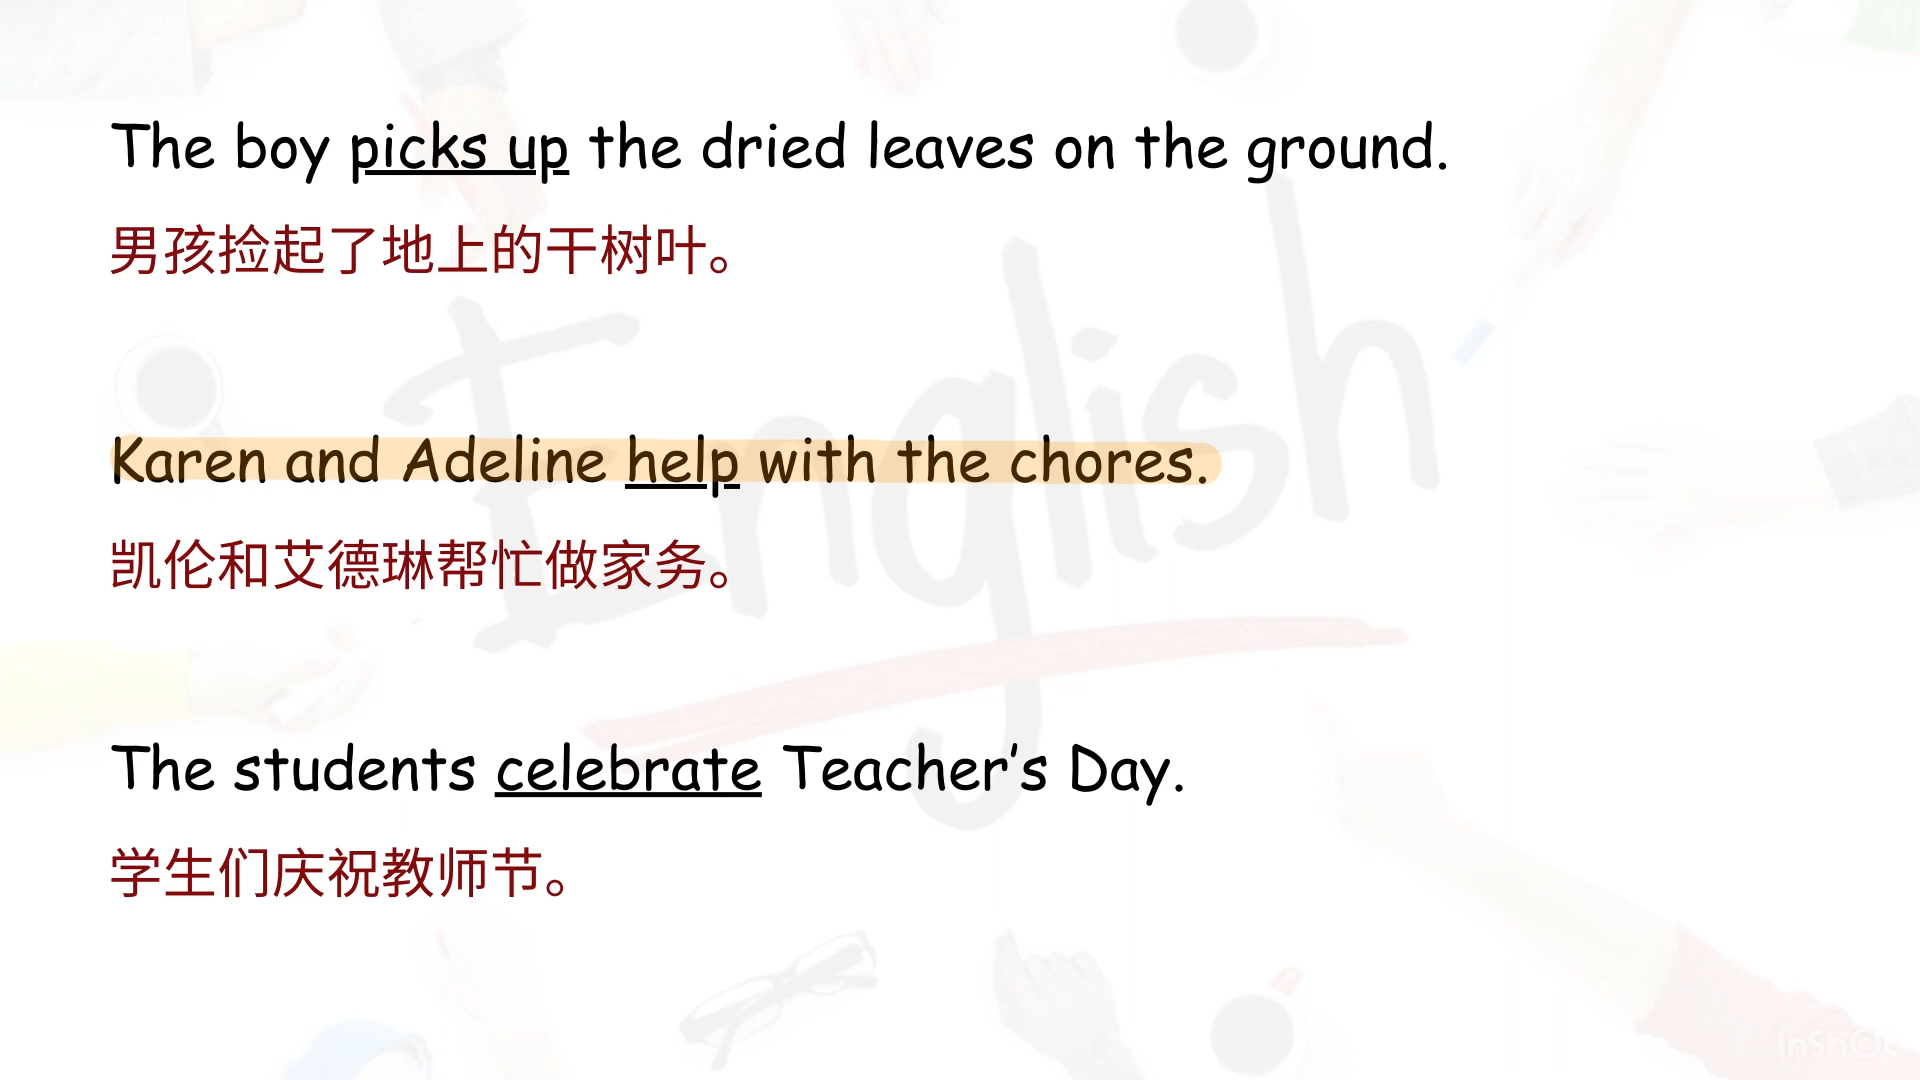 The boy picks up the dried leaves on the ground.
男孩捡起了地上的干树叶。
English
Karen and Adeline help with the chores.
凯伦和艾德琳帮忙做家务。
The students celebrate Teacher’s Day.
学生们庆祝教师节。
InShOt